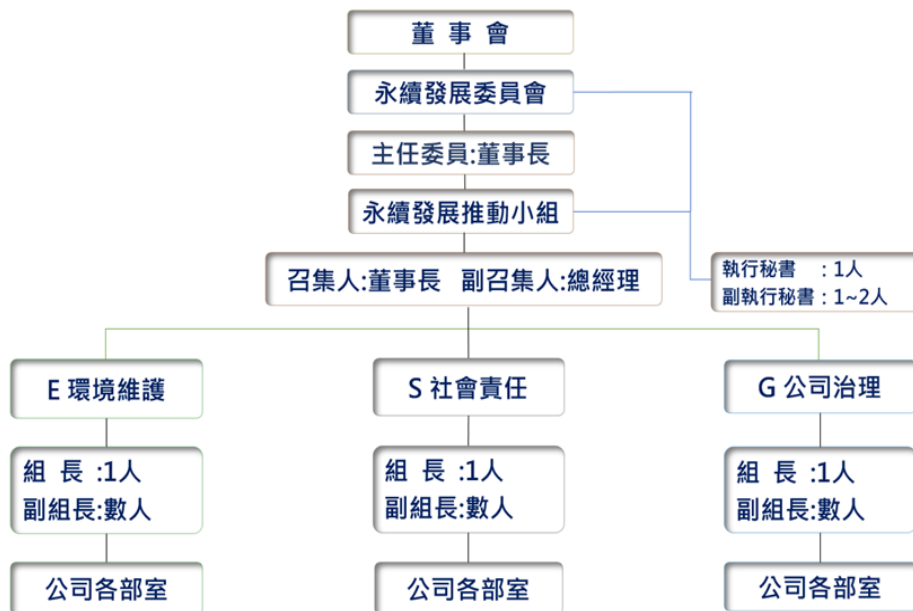 董 事 會
永續發展委員會
主任委員:董事長
永續發展推動小組
召集人:董事長 副召集人:總經理
執行秘書 : 1人
副執行秘書 : 1~2人
E 環境維護
S 社會責任
G 公司治理
組 長 :1人
副組長:數人
組 長 :1人
副組長:數人
組 長 :1人
副組長:數人
公司各部室
公司各部室
公司各部室